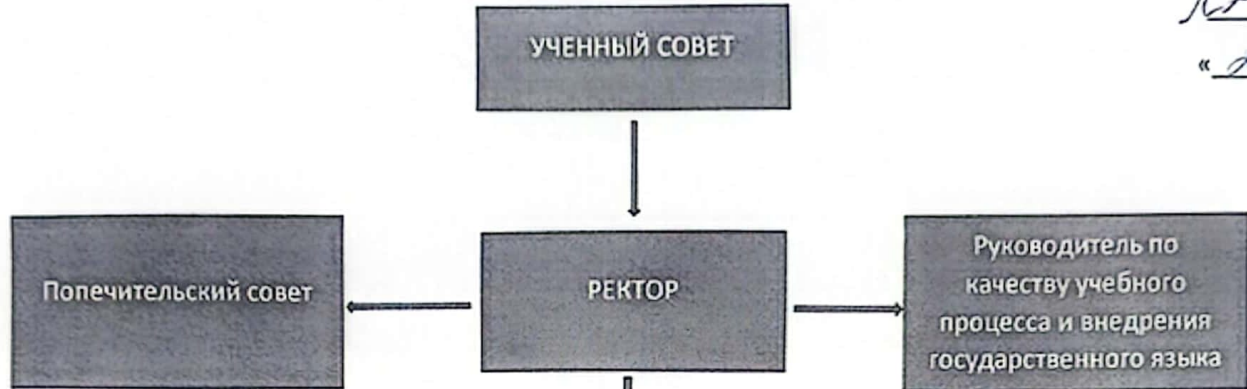 УЧЕННЫЙ СОВЕТ
«
Попечительский совет
РЕКТОР
Руководитель по
качеству учебного
процесса и внедрения
государственного языка